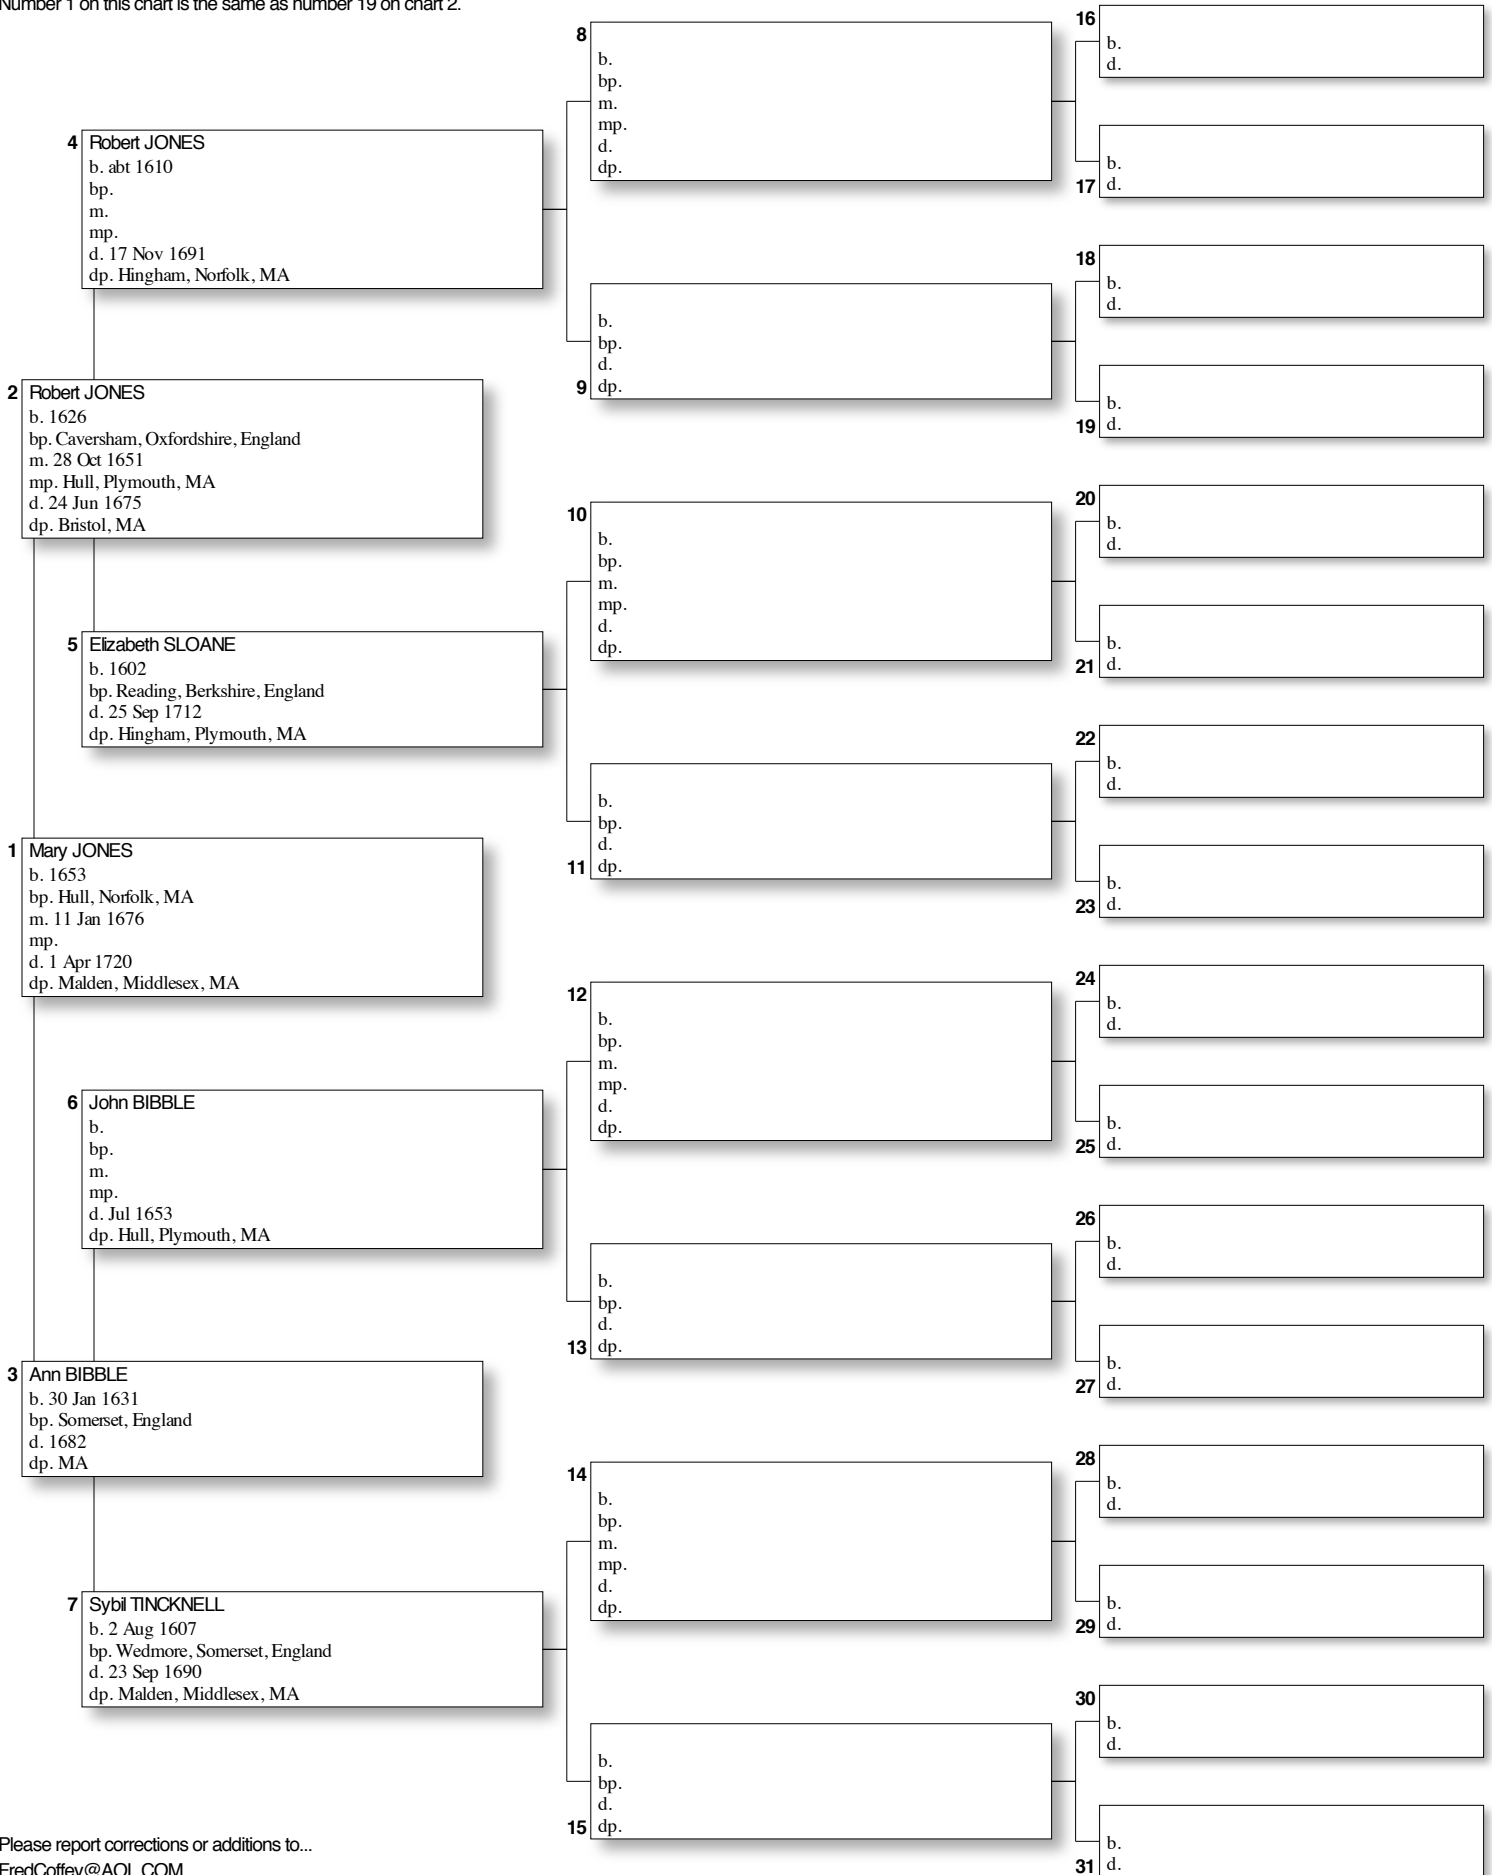 Number 1 on this chart is the same as number 19 on chart 2.
4 Robert JONES
b. abt 1610
bp.
m.
mp.
d. 17 Nov 1691
dp. Hingham, Norfolk, MA
2 Robert JONES
b. 1626
bp. Caversham, Oxfordshire, England
m. 28 Oct 1651
mp. Hull, Plymouth, MA
d. 24 Jun 1675
dp. Bristol, MA
5 Elizabeth SLOANE
b. 1602
bp. Reading, Berkshire, England
d. 25 Sep 1712
dp. Hingham, Plymouth, MA
1 Mary JONES
b. 1653
bp. Hull, Norfolk, MA
m. 11 Jan 1676
mp.
d. 1 Apr 1720
dp. Malden, Middlesex, MA
6 John BIBBLE
b.
bp.
m.
mp.
d. Jul 1653
dp. Hull, Plymouth, MA
3 Ann BIBBLE
b. 30 Jan 1631
bp. Somerset, England
d. 1682
dp. MA
7 Sybil TINCKNELL
b. 2 Aug 1607
bp. Wedmore, Somerset, England
d. 23 Sep 1690
dp. Malden, Middlesex, MA
8
b.
bp.
m.
mp.
d.
dp.
b.
bp.
d.
9 dp.
10
b.
bp.
m.
mp.
d.
dp.
b.
bp.
d.
11 dp.
12
b.
bp.
m.
mp.
d.
dp.
b.
bp.
d.
13 dp.
14
b.
bp.
m.
mp.
d.
dp.
b.
bp.
d.
15 dp.
16
b.
d.
b.
17 d.
18
b.
d.
b.
19 d.
20
b.
d.
b.
21 d.
22
b.
d.
b.
23 d.
24
b.
d.
b.
25 d.
26
b.
d.
b.
27 d.
28
b.
d.
b.
29 d.
30
b.
d.
b.
31 d.
Please report corrections or additions to...
FredCoffey@AOL.COM